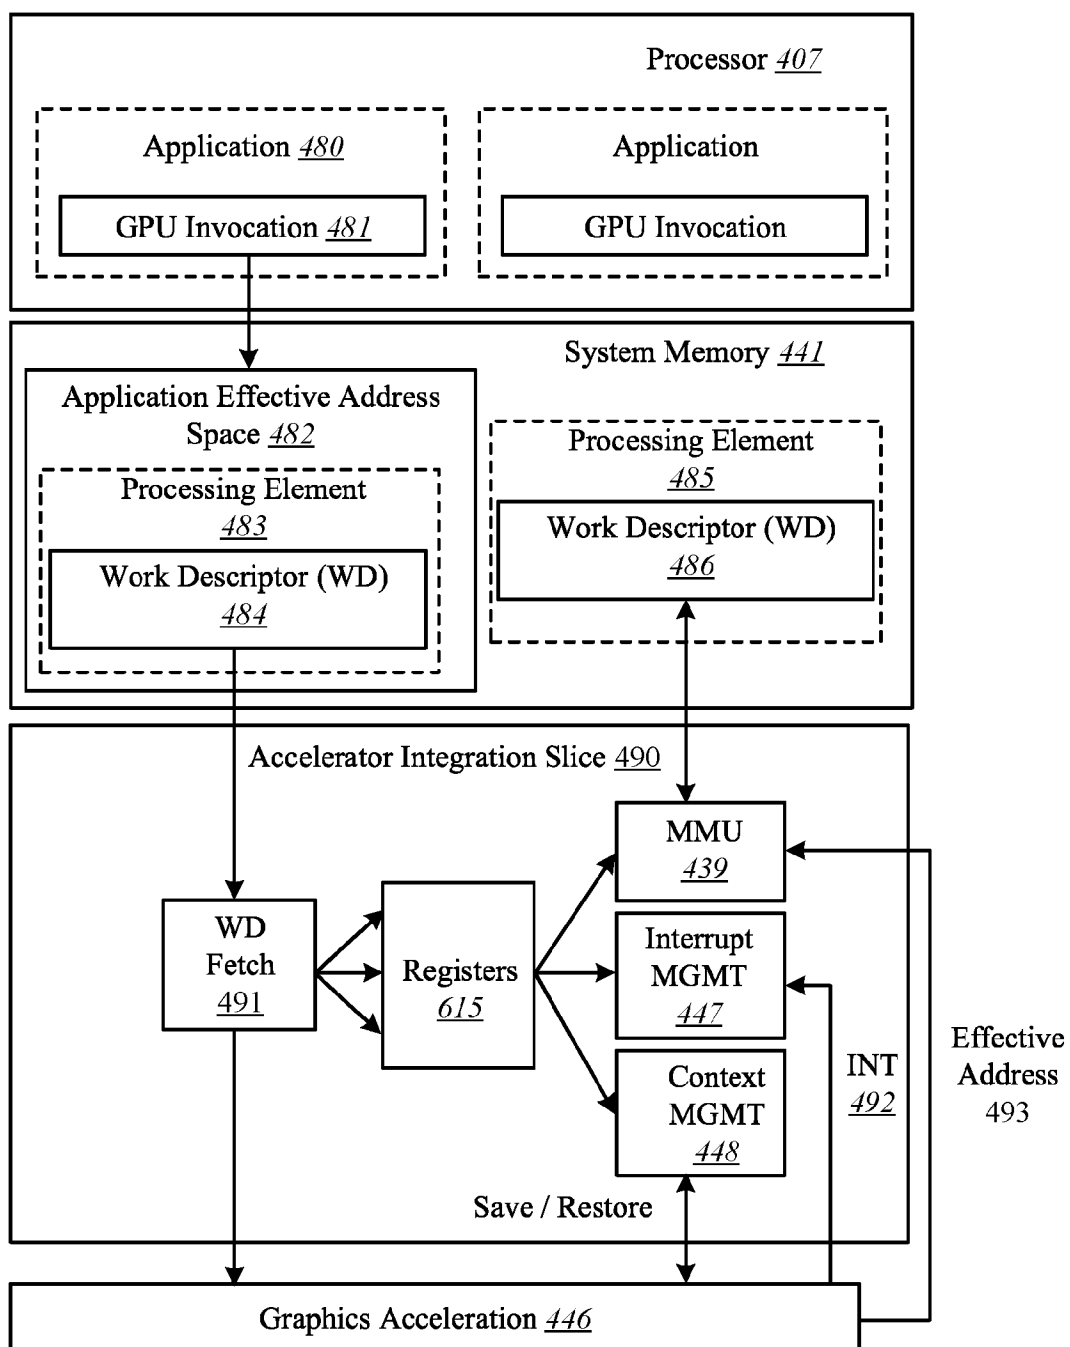 Processor 407
Application 480
Application
GPU Invocation 481
GPU Invocation
System Memory 441
Application Effective Address
Space 482
Processing Element
483
Work Descriptor (WD)
484
Processing Element
485
Work Descriptor (WD)
486
Accelerator Integration Slice 490
MMU
439
WD
Fetch
491
Registers
615
Interrupt
MGMT
447
Context
MGMT
448
INT
492
Effective
Address
493
Save / Restore
Graphics Acceleration 446